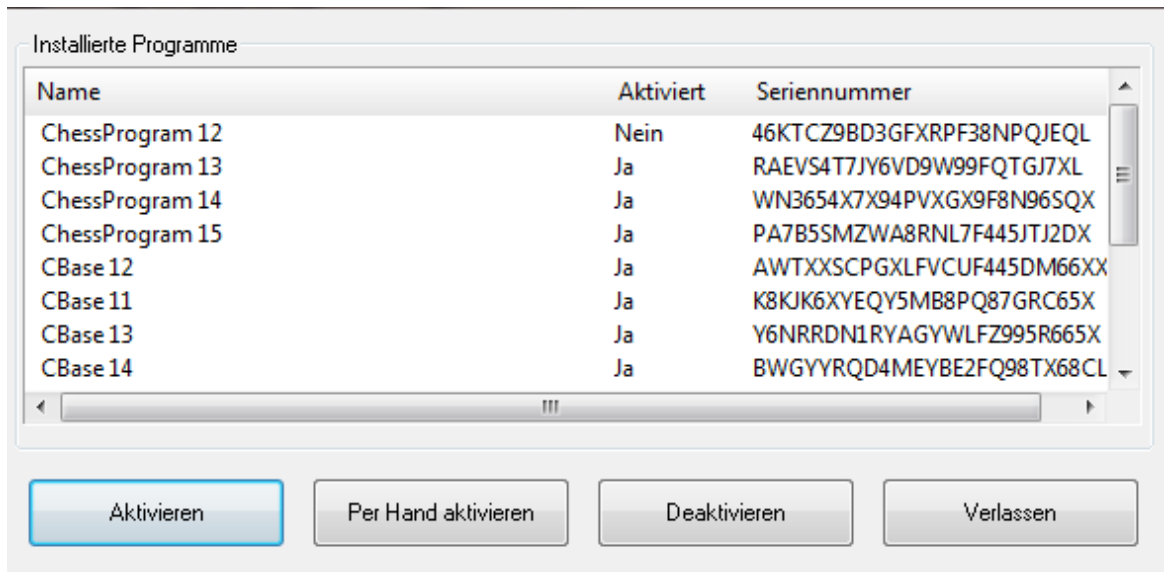 Installierte Programme
Name Aktiviert Seriennummer
ChessProgram 12 Nein 46KTCZ9BD3GFXRPF38NPQJEQL
ChessProgram 13 Ja RAEVS4T7JY6VD9W99FQTGJ7XL
ChessProgram 14 Ja WN3654X7X94PVXGX9F8N96SQX
ChessProgram 15 Ja PA7B5SMZWA8RNL7F445JTJ2DX
CBase 12 Ja AWTXXSCPGXLFVCUF445DM66XX
CBase 11 Ja K8KJK6XYEQY5MB8PQ87GRC65X
CBase 13 Ja Y6NRRDN1RYAGYWLFZ995R665X
CBase 14 Ja BWGYYRQD4MEYBE2FQ98TX68CL
Aktivieren Per Hand aktivieren Deaktivieren Verlassen